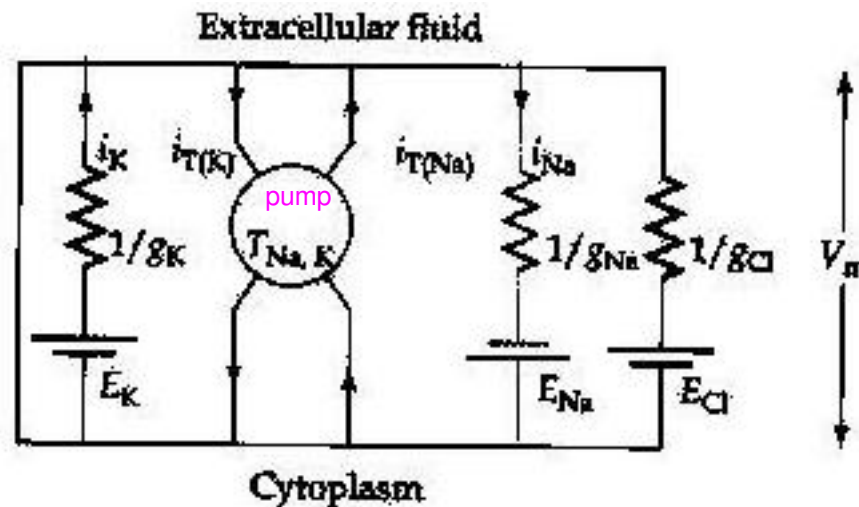 Extracellular fluid
i_K
i_T(K)
pump
T_Na, K
i_T(Na)
i_Na
1/g_K
1/g_Na
1/g_Cl
V_m
E_K
E_Na
E_Cl
Cytoplasm